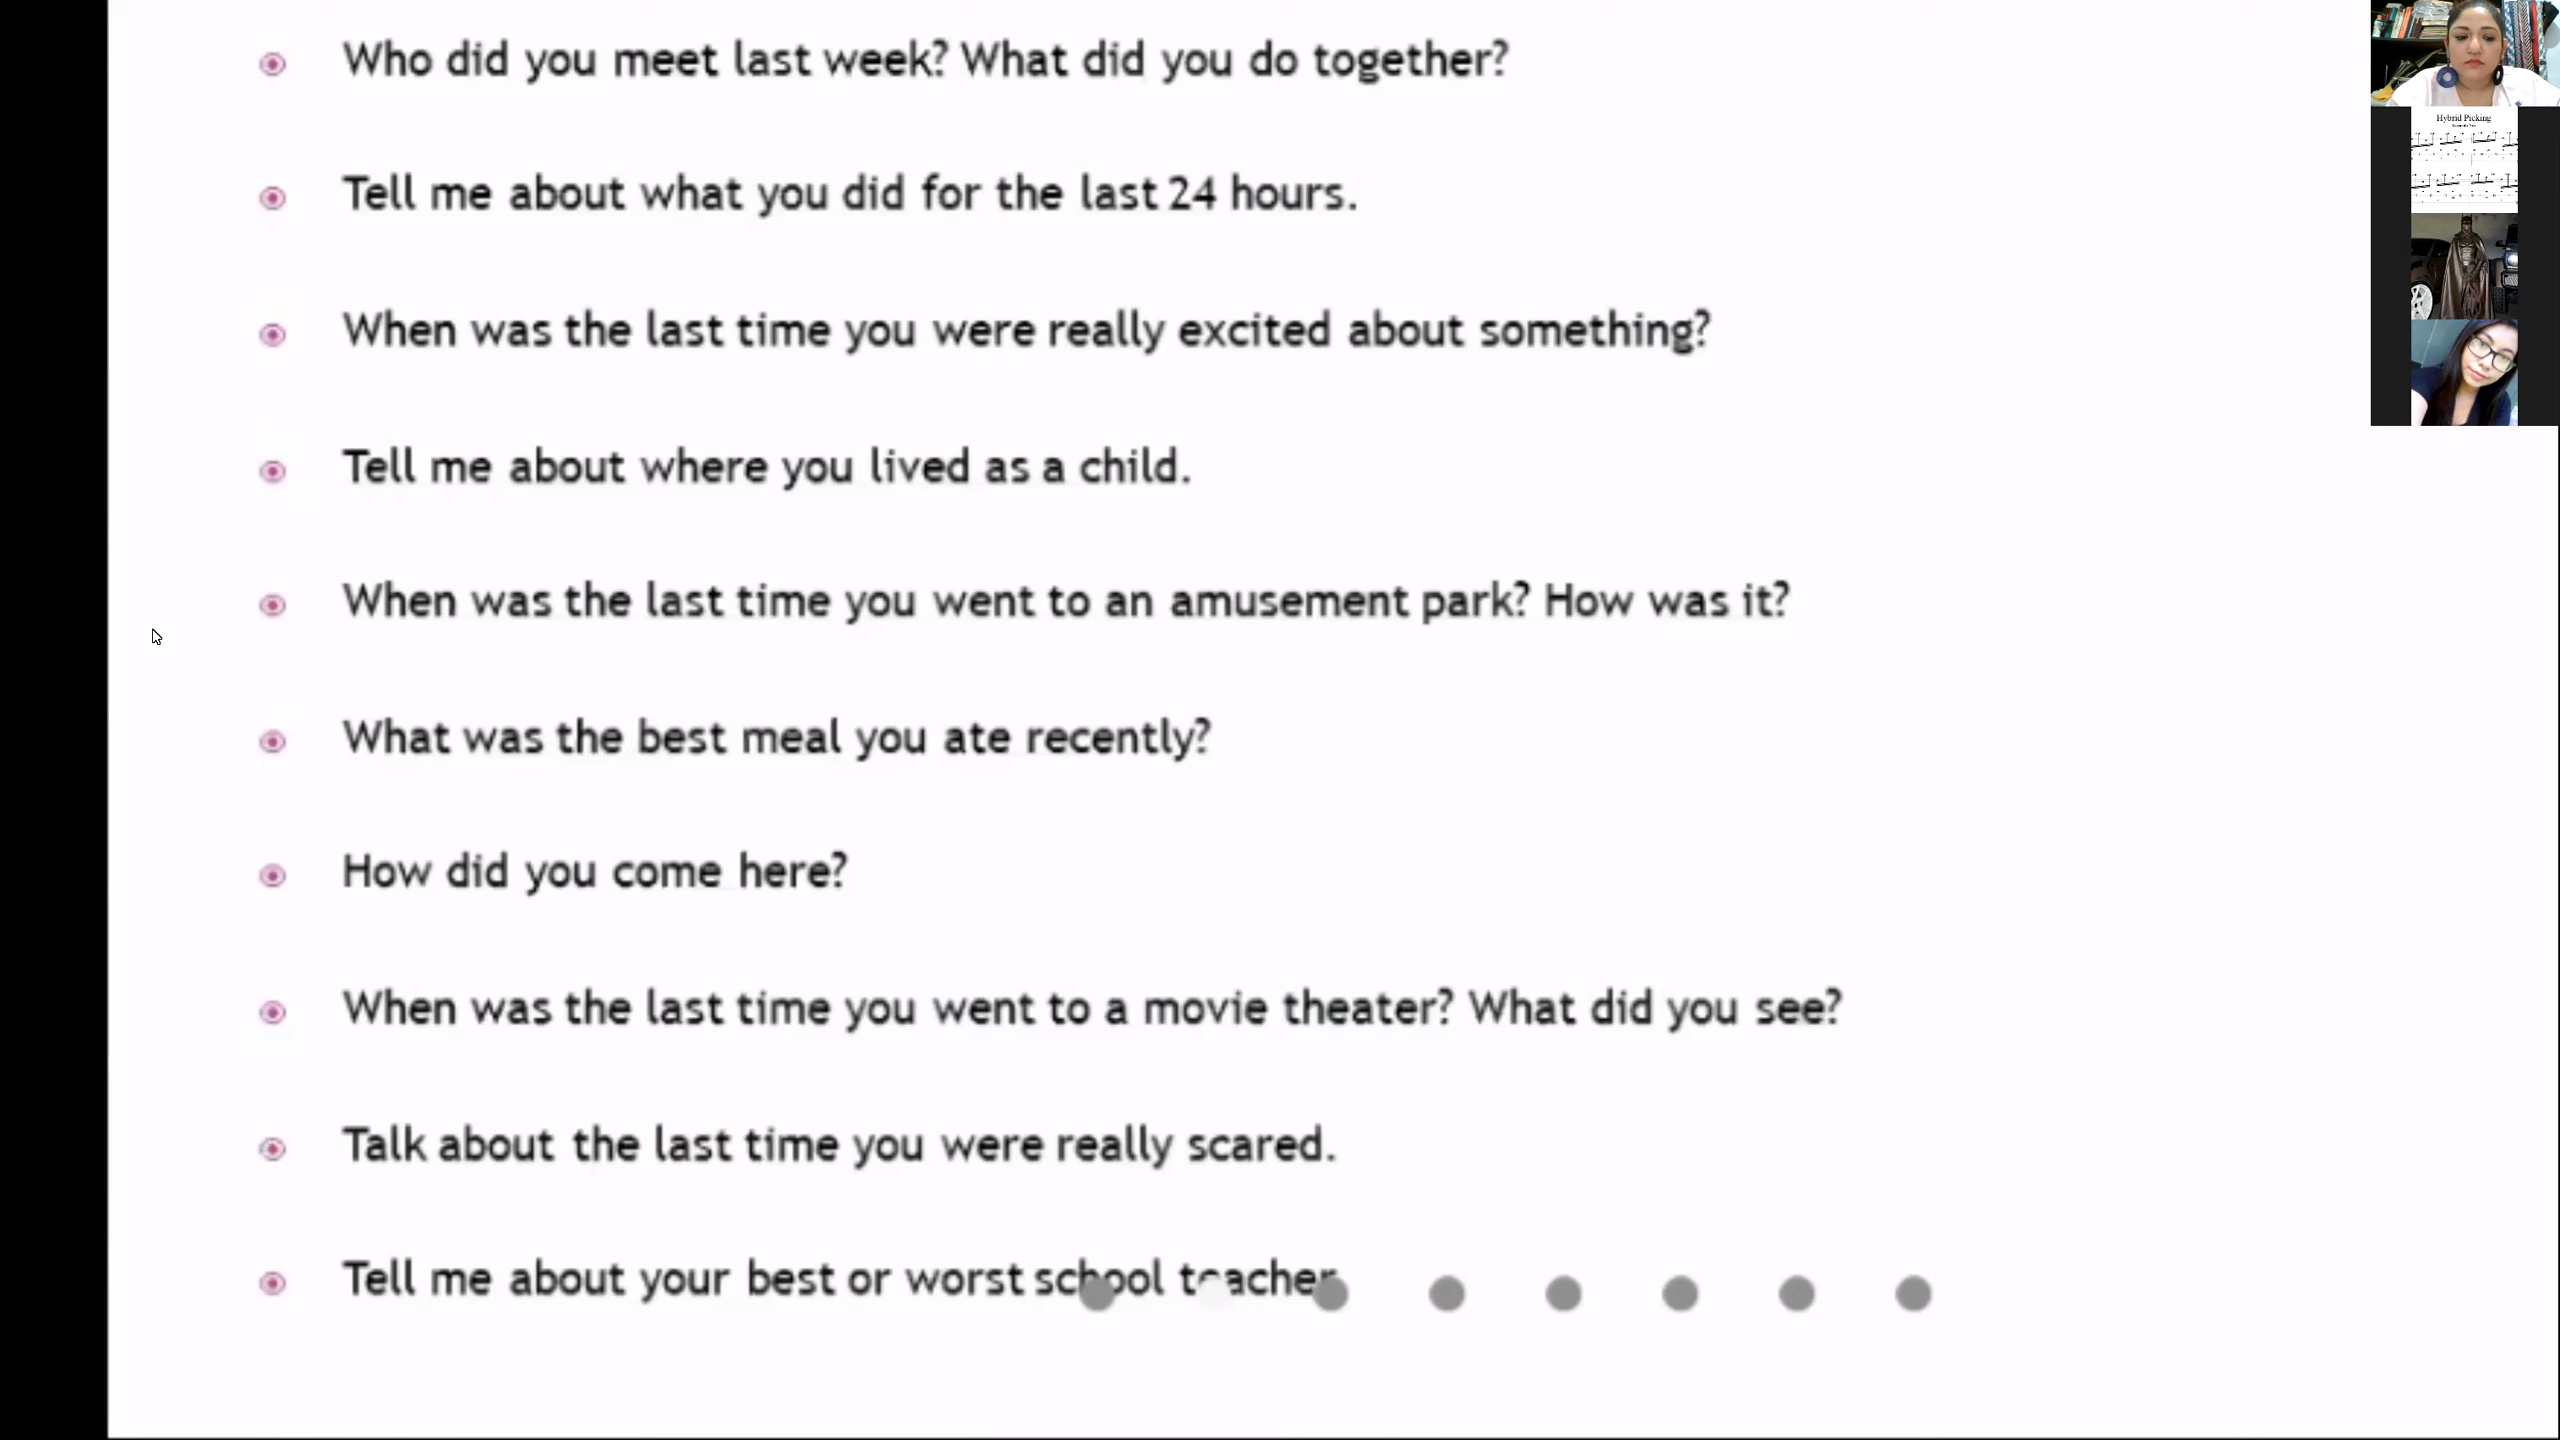 Who did you meet last week? What did you do together?
Hybrid Picking
Tell me about what you did for the last 24 hours.
When was the last time you were really excited about something?
Tell me about where you lived as a child.
When was the last time you went to an amusement park? How was it?
What was the best meal you ate recently?
How did you come here?
When was the last time you went to a movie theater? What did you see?
Talk about the last time you were really scared.
Tell me about your best or worst school teacher